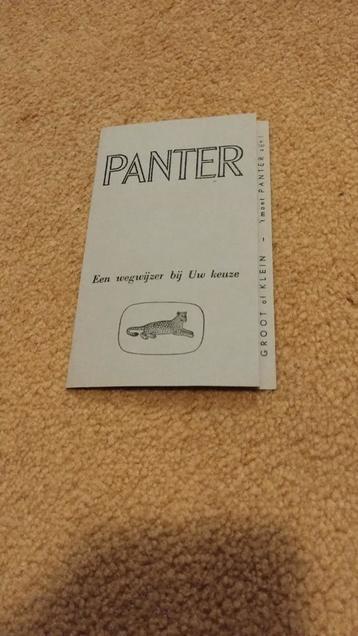 PANTER
Een wegwijzer bij Uw keuze
GROOT of KLEIN - 't moet PANTER zijn!